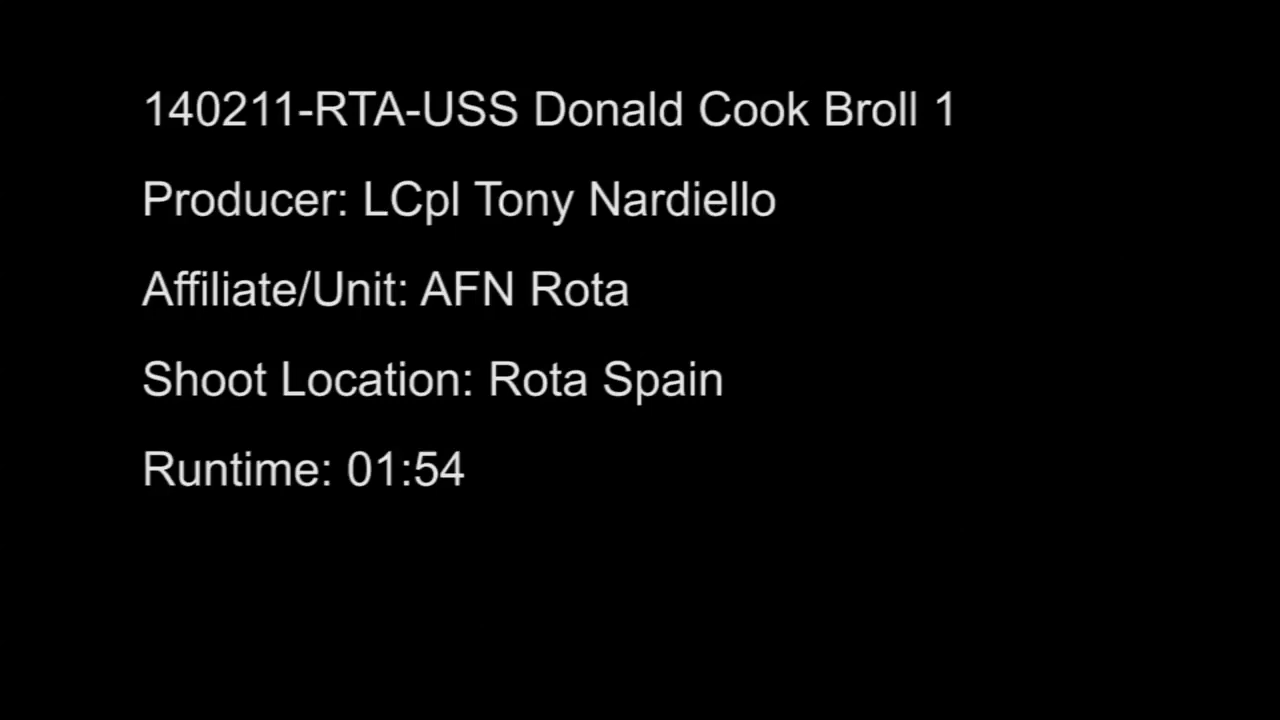 140211-RTA-USS Donald Cook Broll 1
Producer: LCpl Tony Nardiello
Affiliate/Unit: AFN Rota
Shoot Location: Rota Spain
Runtime: 01:54